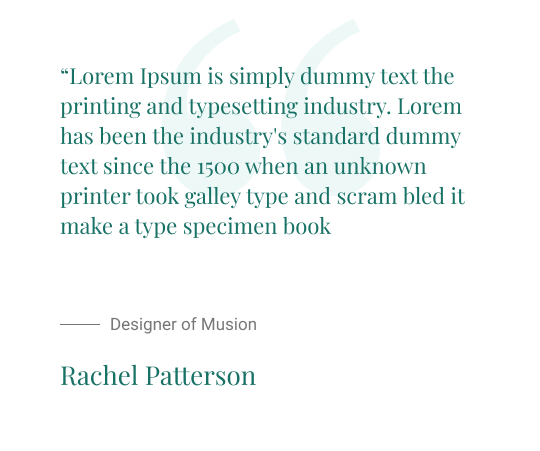 “Lorem Ipsum is simply dummy text the
printing and typesetting industry. Lorem
has been the industry's standard dummy
text since the 1500 when an unknown
printer took galley type and scram bled it
make a type specimen book
Designer of Musion
Rachel Patterson